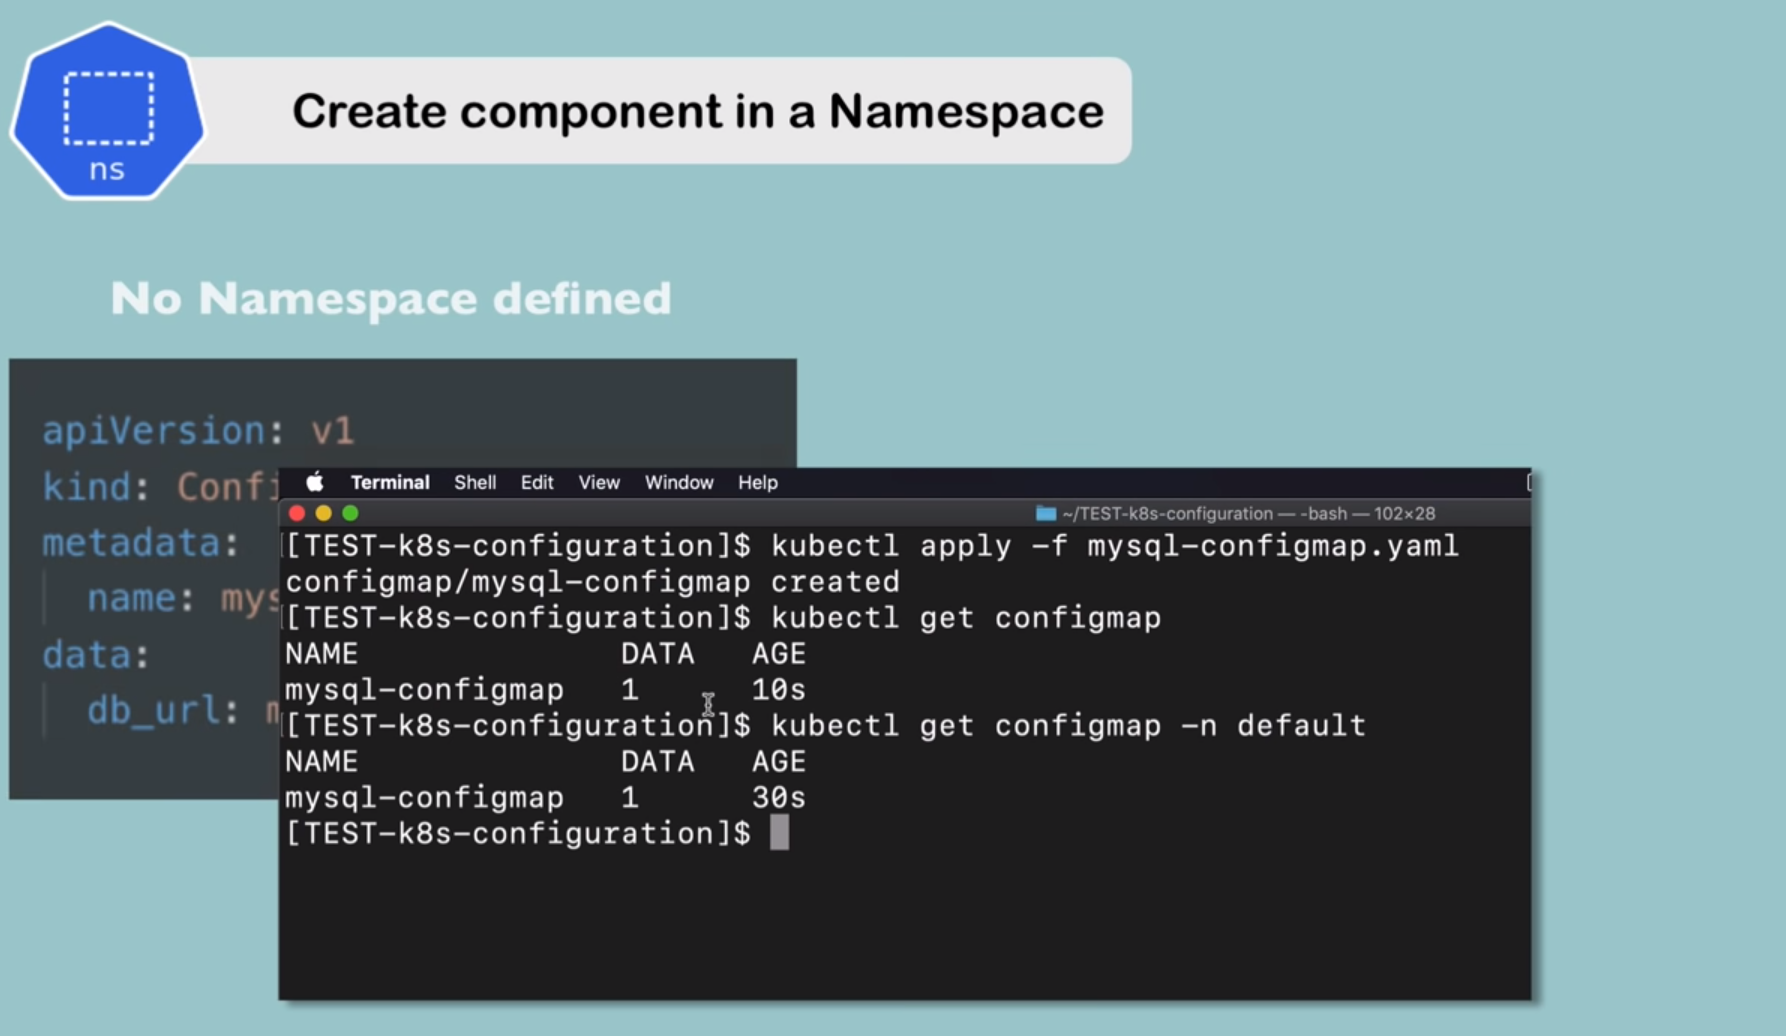 ns
Create component in a Namespace
No Namespace defined
apiVersion: v1
kind: Confi
metadata:
name: mys
data:
db_url: m
Terminal Shell Edit View Window Help
~/TEST-k8s-configuration — -bash — 102×28
[TEST-k8s-configuration]$ kubectl apply -f mysql-configmap.yaml
configmap/mysql-configmap created
[TEST-k8s-configuration]$ kubectl get configmap
NAME DATA AGE
mysql-configmap 1 10s
[TEST-k8s-configuration]$ kubectl get configmap -n default
NAME DATA AGE
mysql-configmap 1 30s
[TEST-k8s-configuration]$